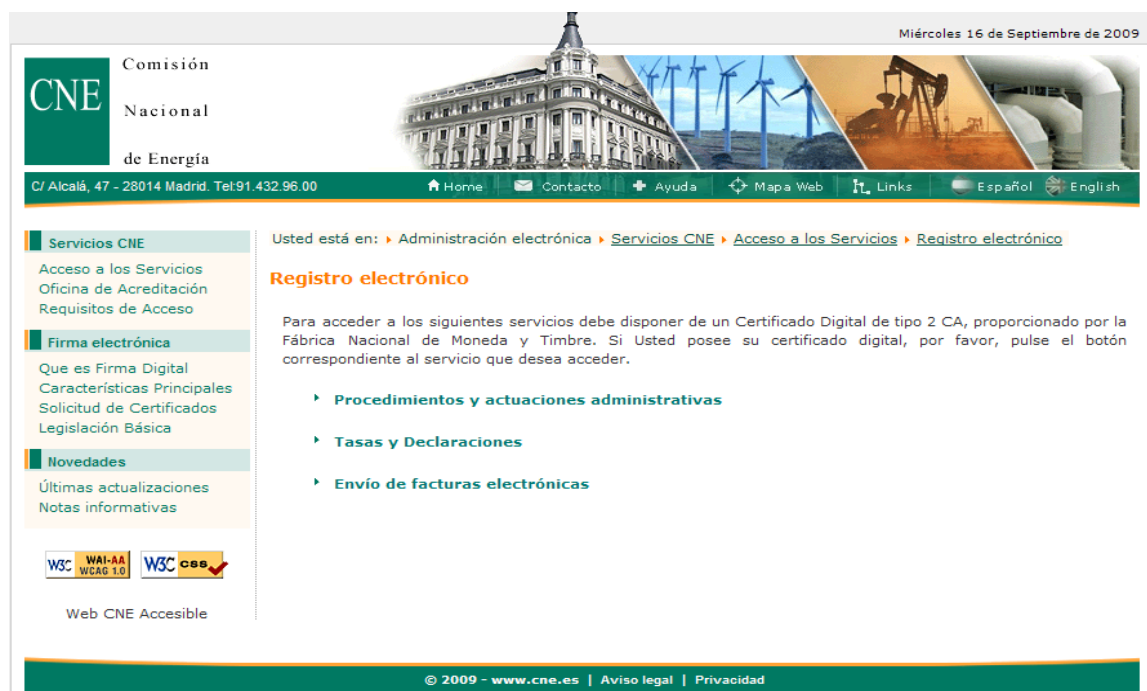 Miércoles 16 de Septiembre de 2009
CNE
Comisión
Nacional
de Energía
C/ Alcalá, 47 - 28014 Madrid. Tel:91.432.96.00
Home
Contacto
Ayuda
Mapa Web
Links
Español
English
Servicios CNE
Acceso a los Servicios
Oficina de Acreditación
Requisitos de Acceso
Firma electrónica
Que es Firma Digital
Características Principales
Solicitud de Certificados
Legislación Básica
Novedades
Últimas actualizaciones
Notas informativas
W3C WAI-AA
WCAG 1.0
W3C css
Web CNE Accesible
Usted está en: Administración electrónica Servicios CNE Acceso a los Servicios Registro electrónico
Registro electrónico
Para acceder a los siguientes servicios debe disponer de un Certificado Digital de tipo 2 CA, proporcionado por la
Fábrica Nacional de Moneda y Timbre. Si Usted posee su certificado digital, por favor, pulse el botón
correspondiente al servicio que desea acceder.
Procedimientos y actuaciones administrativas
Tasas y Declaraciones
Envío de facturas electrónicas
© 2009 - www.cne.es | Aviso legal | Privacidad